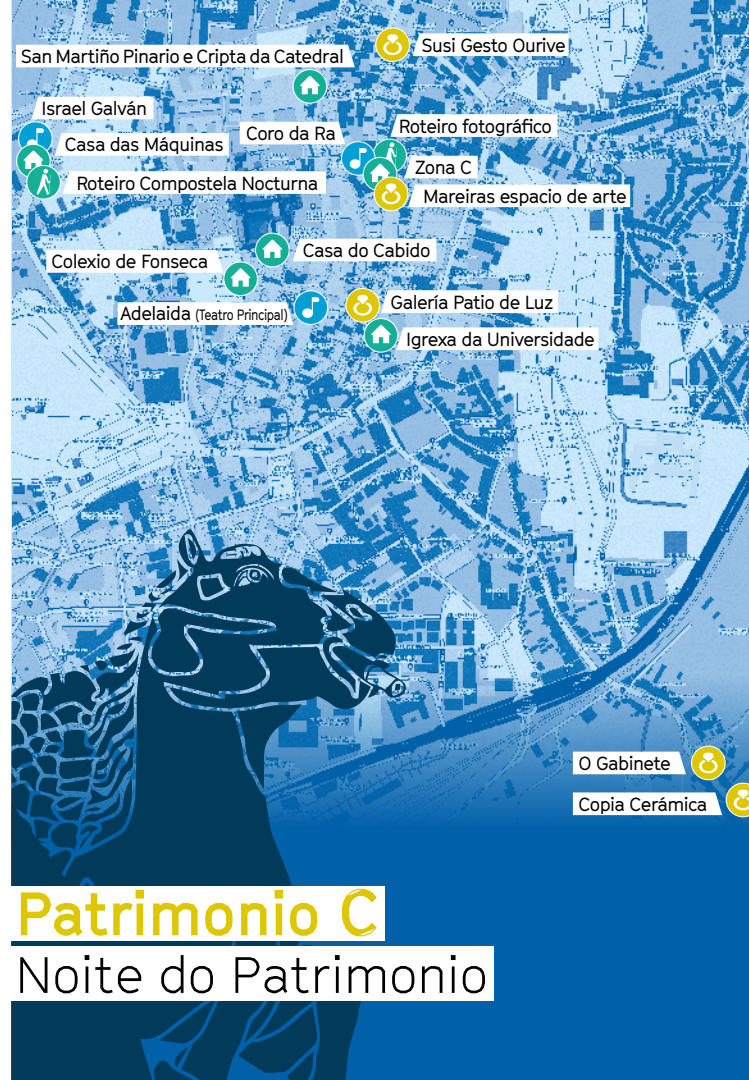 San Martiño Pinario e Cripta da Catedral
Susi Gesto Ourive
Israel Galván
Casa das Máquinas
Coro da Ra
Roteiro fotográfico
Zona C
Roteiro Compostela Nocturna
Mareiras espacio de arte
Colexio de Fonseca
Casa do Cabido
Adelaida (Teatro Principal)
Galería Patio de Luz
Igrexa da Universidade
O Gabinete
Copia Cerámica
Patrimonio C
Noite do Patrimonio